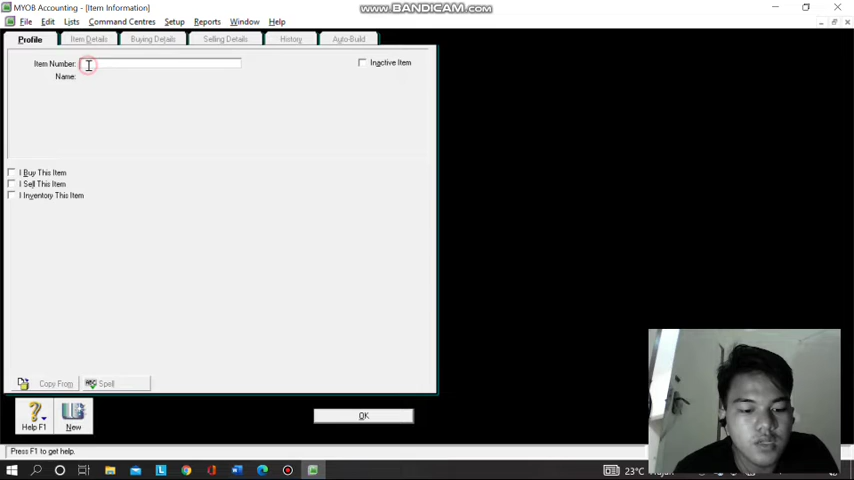 MYOB Accounting - [Item Information]
www.BANDICAM.com
File Edit Lists Command Centres Setup Reports Window Help
Profile Item Details Buying Details Selling Details History Auto-Build
Item Number:
Inactive Item
Name:
I Buy This Item
I Sell This Item
I Inventory This Item
Copy From
Spell
Help F1
New
OK
Press F1 to get help.
23°C